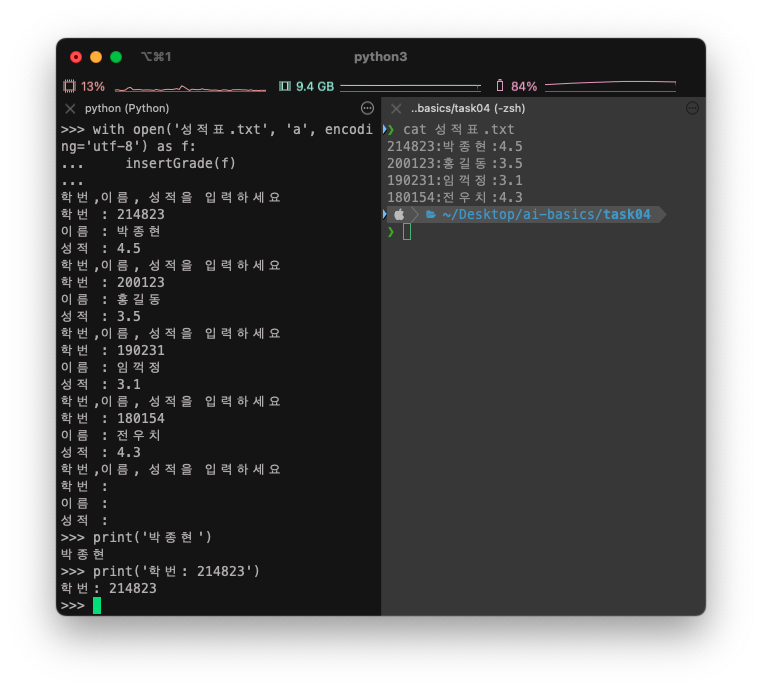 ⌥⌘1 python3
13% 9.4 GB 84%
python (Python)
>>> with open('성적표.txt', 'a', encodi
ng='utf-8') as f:
...     insertGrade(f)
...
학번,이름, 성적을 입력하세요
학번 : 214823
이름 : 박종현
성적 : 4.5
학번,이름, 성적을 입력하세요
학번 : 200123
이름 : 홍길동
성적 : 3.5
학번,이름, 성적을 입력하세요
학번 : 190231
이름 : 임꺽정
성적 : 3.1
학번,이름, 성적을 입력하세요
학번 : 180154
이름 : 전우치
성적 : 4.3
학번,이름, 성적을 입력하세요
학번 :
이름 :
성적 :
>>> print('박종현')
박종현
>>> print('학번: 214823')
학번: 214823
>>>
..basics/task04 (-zsh)
❯ cat 성적표.txt
214823:박종현:4.5
200123:홍길동:3.5
190231:임꺽정:3.1
180154:전우치:4.3
~/Desktop/ai-basics/task04
❯